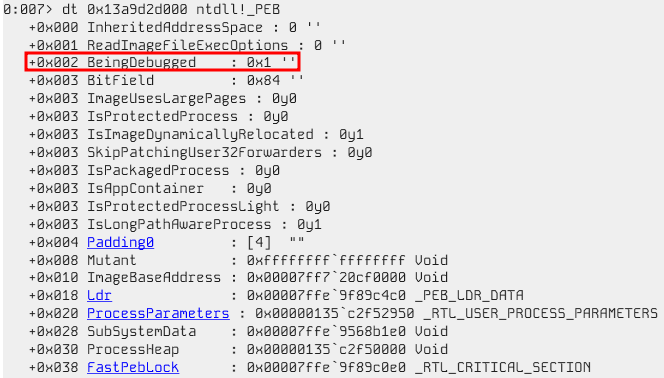 0:007> dt 0x13a9d2d000 ntdll!_PEB
+0x000 InheritedAddressSpace : 0 ''
+0x001 ReadImageFileExecOptions : 0 ''
+0x002 BeingDebugged    : 0x1 ''
+0x003 BitField         : 0x84 ''
+0x003 ImageUsesLargePages : 0y0
+0x003 IsProtectedProcess : 0y0
+0x003 IsImageDynamicallyRelocated : 0y1
+0x003 SkipPatchingUser32Forwarders : 0y0
+0x003 IsPackagedProcess : 0y0
+0x003 IsAppContainer   : 0y0
+0x003 IsProtectedProcessLight : 0y0
+0x003 IsLongPathAwareProcess : 0y1
+0x004 Padding0         : [4]  ""
+0x008 Mutant           : 0xffffffff`ffffffff Void
+0x010 ImageBaseAddress : 0x00007ff7`20cf0000 Void
+0x018 Ldr              : 0x00007ffe`9f89c4c0 _PEB_LDR_DATA
+0x020 ProcessParameters : 0x00000135`c2f52950 _RTL_USER_PROCESS_PARAMETERS
+0x028 SubSystemData    : 0x00007ffe`9568b1e0 Void
+0x030 ProcessHeap      : 0x00000135`c2f50000 Void
+0x038 FastPebLock      : 0x00007ffe`9f89c0e0 _RTL_CRITICAL_SECTION